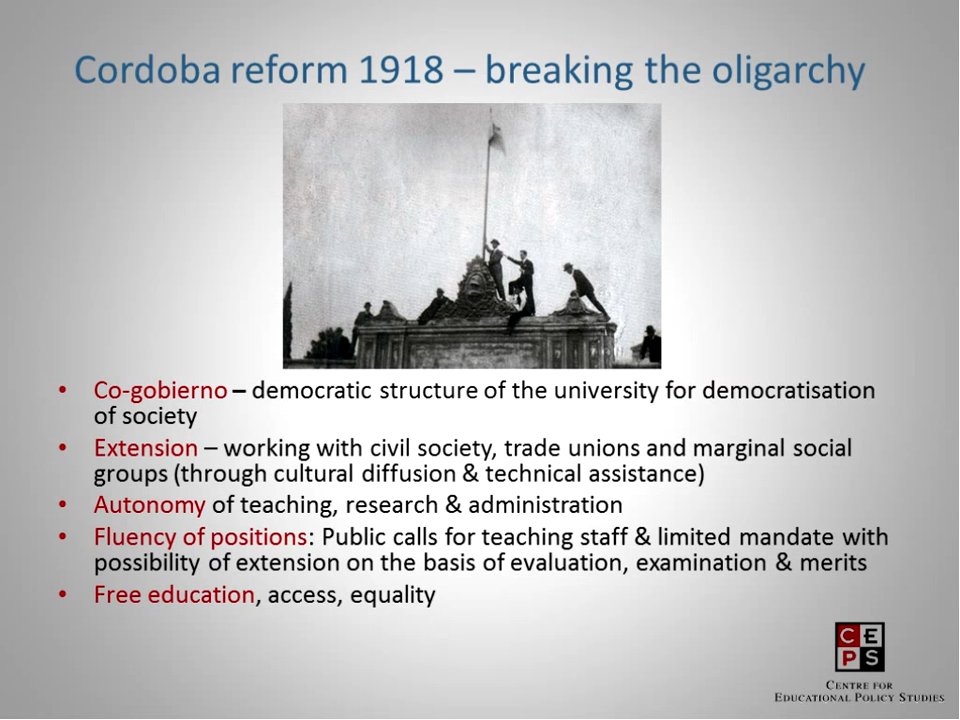 Cordoba reform 1918 – breaking the oligarchy
• Co-gobierno – democratic structure of the university for democratisation
of society
• Extension – working with civil society, trade unions and marginal social
groups (through cultural diffusion & technical assistance)
• Autonomy of teaching, research & administration
• Fluency of positions: Public calls for teaching staff & limited mandate with
possibility of extension on the basis of evaluation, examination & merits
• Free education, access, equality
C E
P S
CENTRE FOR
EDUCATIONAL POLICY STUDIES